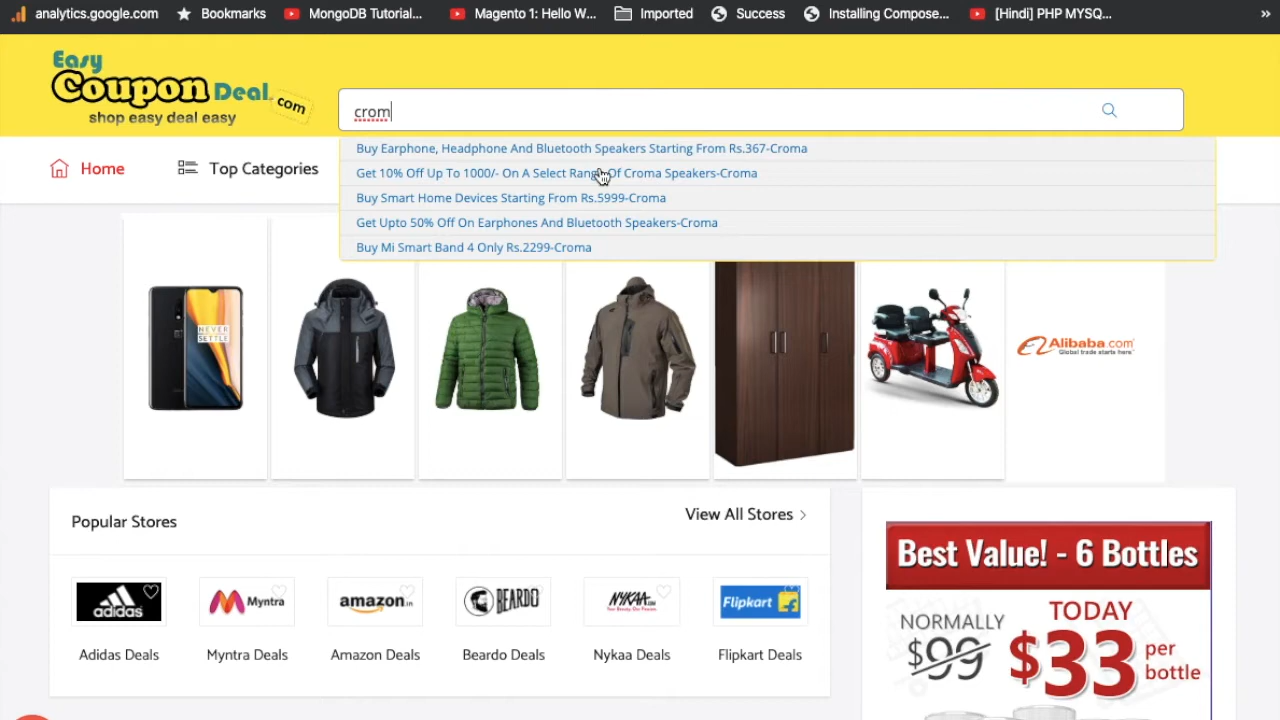 analytics.google.com Bookmarks MongoDB Tutorial... Magento 1: Hello W... Imported Success Installing Compose... [Hindi] PHP MYSQ... »
Easy
Coupon Deal.com
shop easy deal easy
crom
Buy Earphone, Headphone And Bluetooth Speakers Starting From Rs.367-Croma
Home Top Categories
Get 10% Off Up To 1000/- On A Select Range Of Croma Speakers-Croma
Buy Smart Home Devices Starting From Rs.5999-Croma
Get Upto 50% Off On Earphones And Bluetooth Speakers-Croma
Buy Mi Smart Band 4 Only Rs.2299-Croma
NEVER
SETTLE
Alibaba.com
Global trade starts here
Popular Stores
View All Stores >
adidas
Myntra
amazon.in
BEARDO
NYKAA.COM
Flipkart
Adidas Deals
Myntra Deals
Amazon Deals
Beardo Deals
Nykaa Deals
Flipkart Deals
Best Value! - 6 Bottles
NORMALLY
$99
TODAY
$33 per
bottle